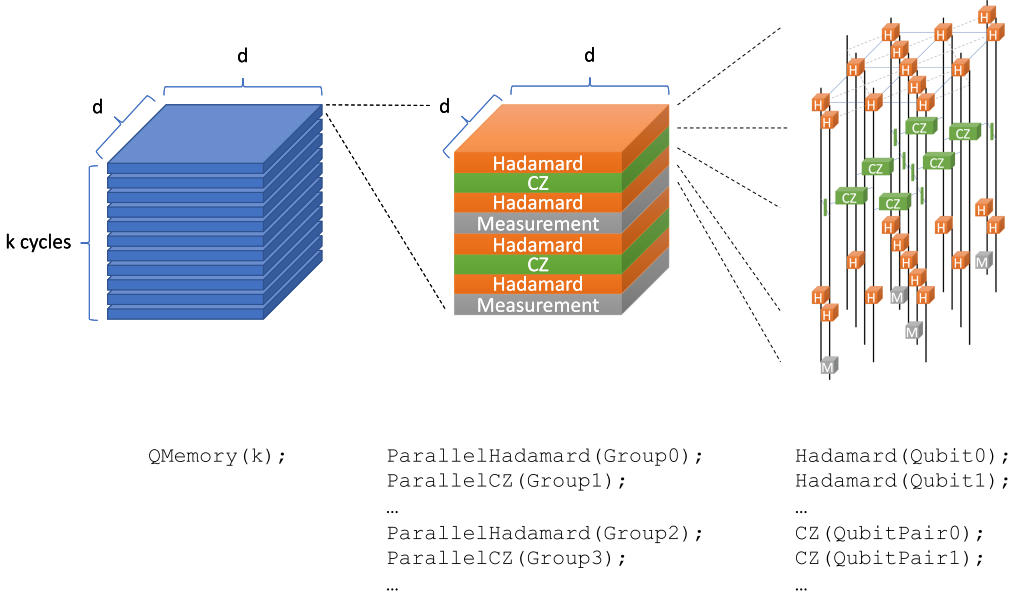 d
d
k cycles
d
d
Hadamard
CZ
Hadamard
Measurement
Hadamard
CZ
Hadamard
Measurement
H
H
H
H
H
H
H
H
H
H
H
H
H
CZ
CZ
CZ
CZ
CZ
CZ
H
H
H
H
H
H
H
M
H
H
H
H
M
H
H
M
M
QMemory(k);
ParallelHadamard(Group0);
ParallelCZ(Group1);
…
ParallelHadamard(Group2);
ParallelCZ(Group3);
…
Hadamard(Qubit0);
Hadamard(Qubit1);
…
CZ(QubitPair0);
CZ(QubitPair1);
…